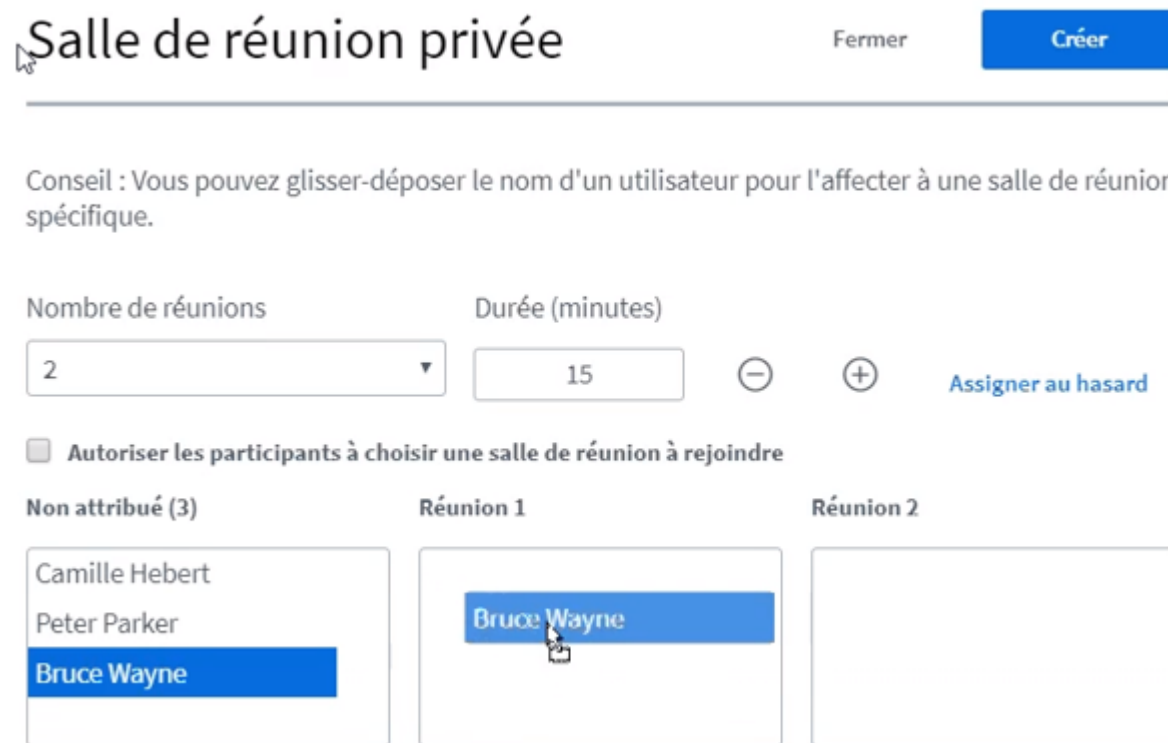 Salle de réunion privée
Fermer
Créer
Conseil : Vous pouvez glisser-déposer le nom d'un utilisateur pour l'affecter à une salle de réunion
spécifique.
Nombre de réunions
Durée (minutes)
2
15
Assigner au hasard
Autoriser les participants à choisir une salle de réunion à rejoindre
Non attribué (3)
Réunion 1
Réunion 2
Camille Hebert
Peter Parker
Bruce Wayne
Bruce Wayne